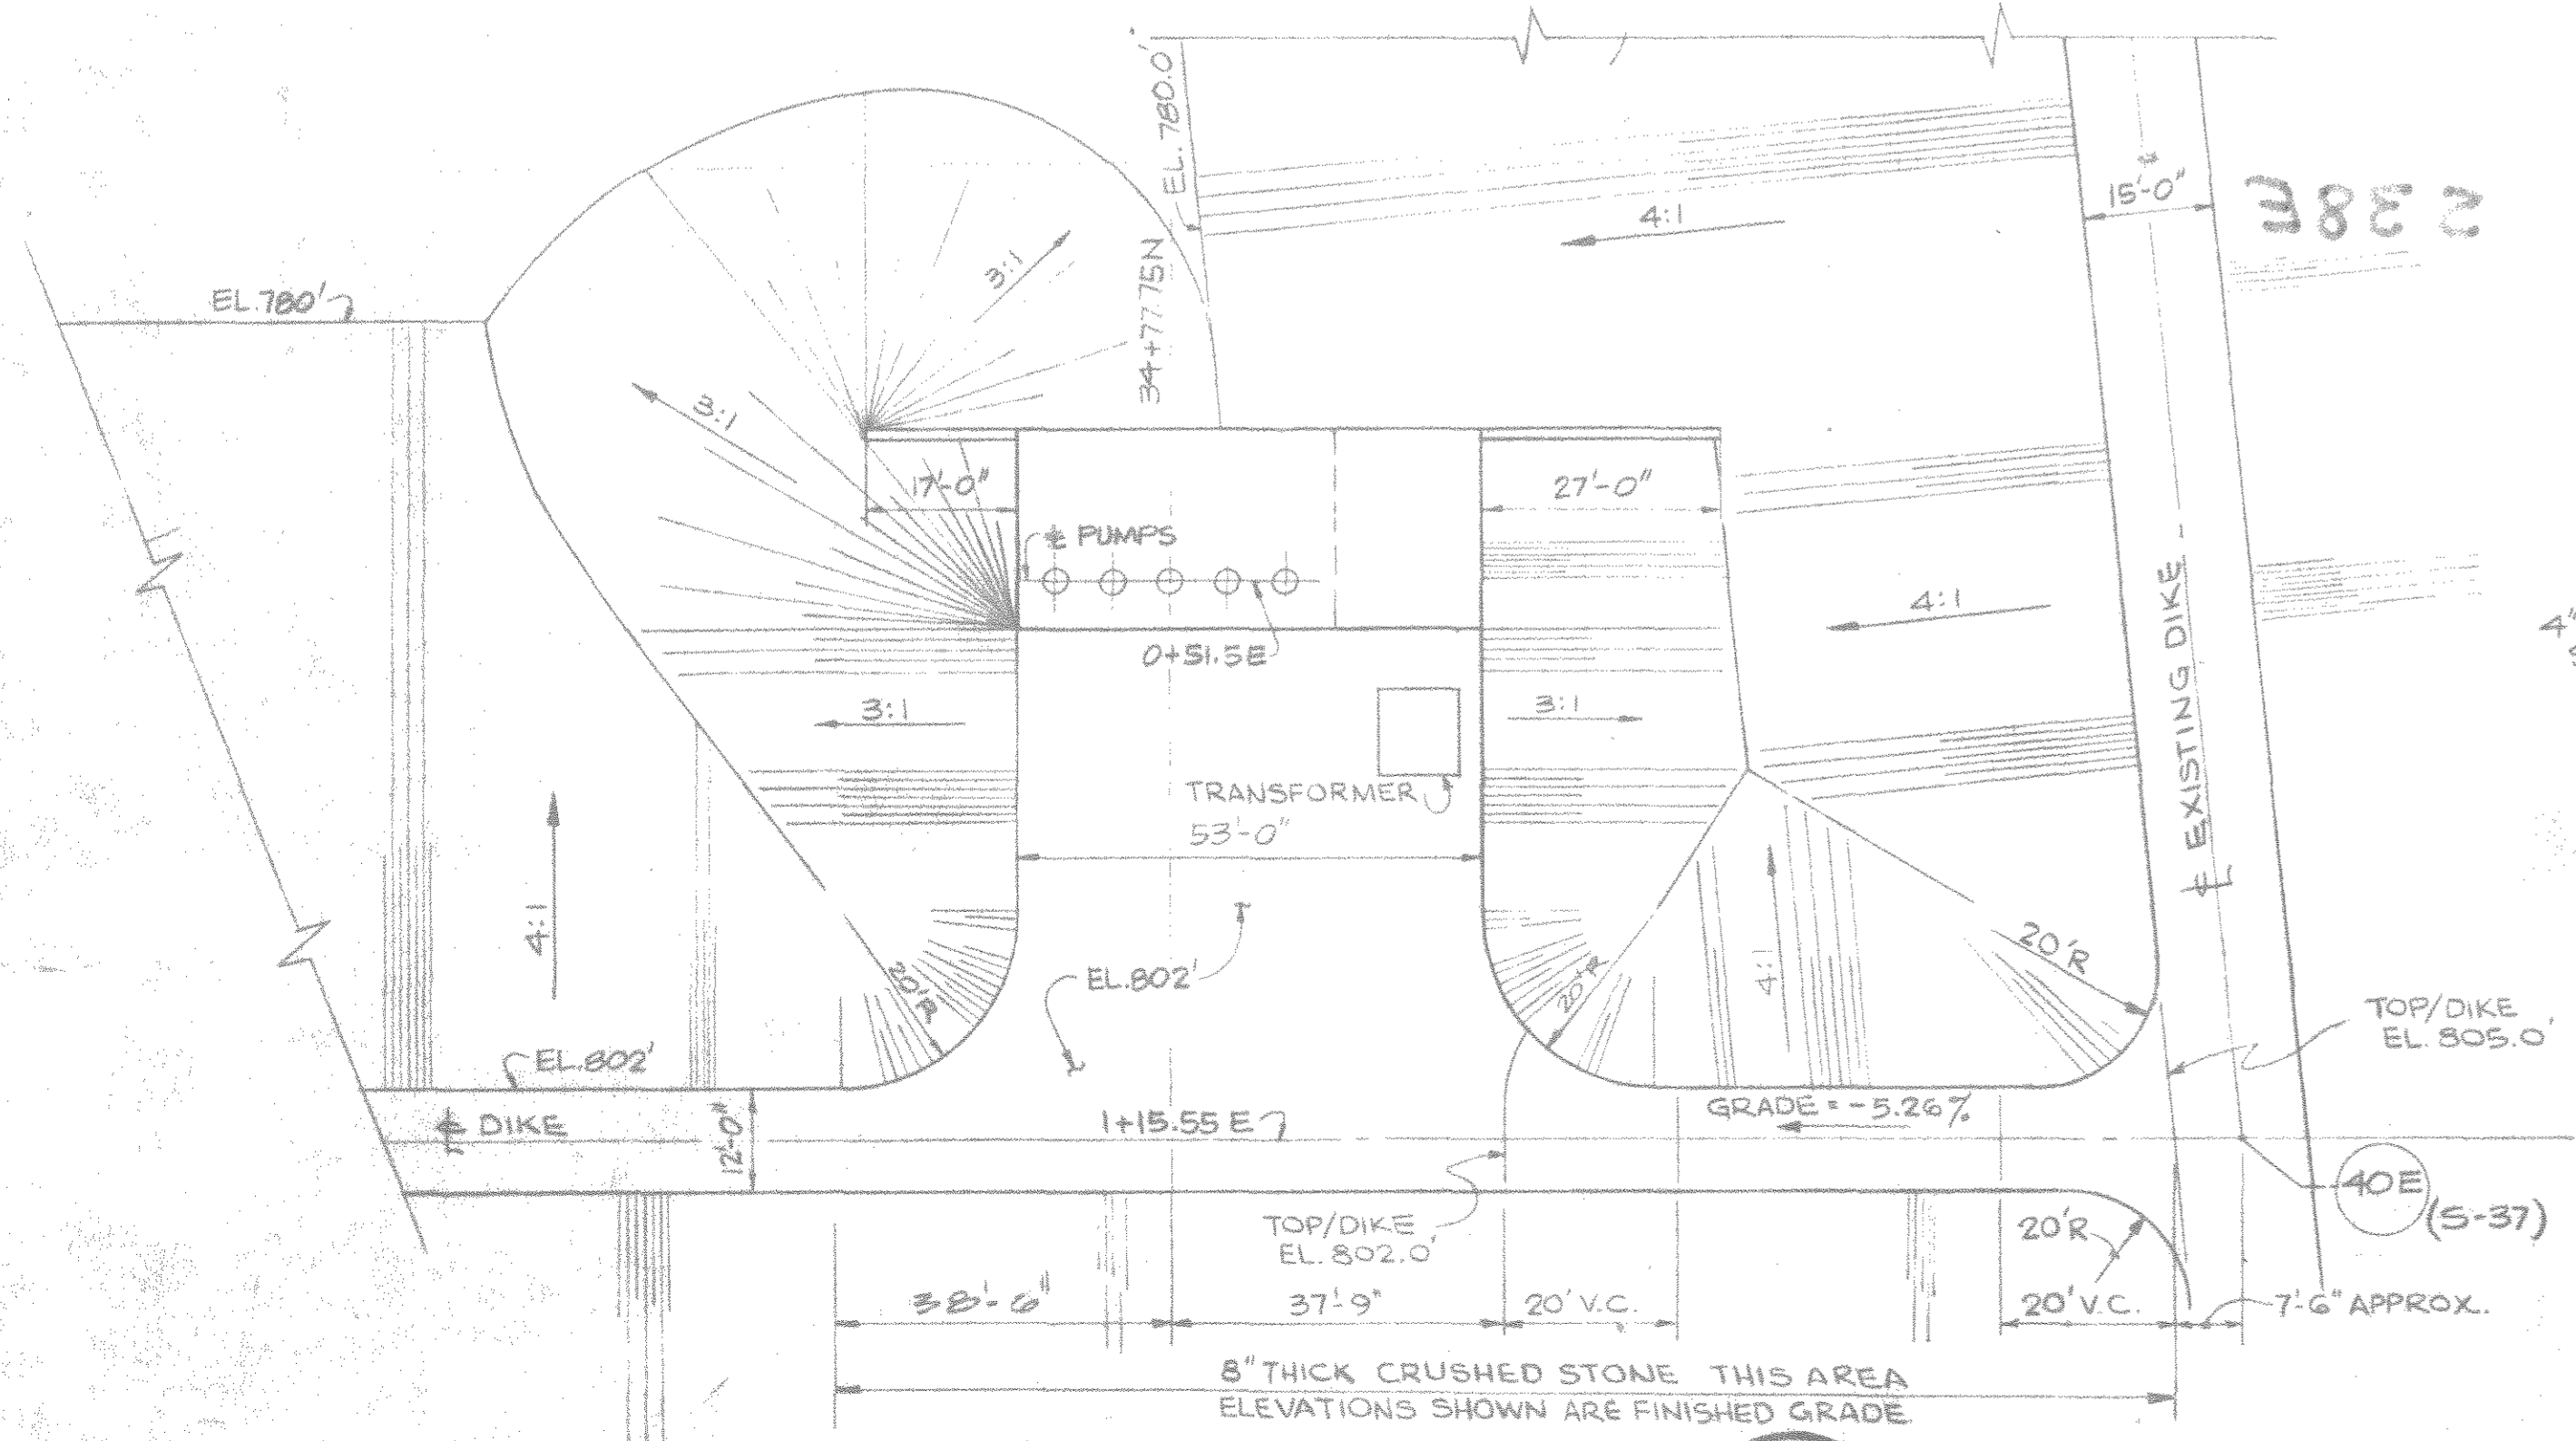 EL. 780.0'
15'-0"
4:1
3:1
EL. 780'
34+77.75N
3:1
17'-0"
27'-0"
℄ PUMPS
0+51.5E
4:1
4"
3:1
3:1
TRANSFORMER
53'-0"
℄ EXISTING DIKE
4:1
4:1
20'R
20'R
20'R
EL. 802'
TOP/DIKE
EL. 805.0'
EL. 802'
℄ DIKE
12'-0"
1+15.55 E
GRADE = -5.26%
40E
(S-37)
TOP/DIKE
EL. 802.0'
20'R
38'-6"
37'-9"
20' V.C.
20' V.C.
7'-6" APPROX.
8" THICK CRUSHED STONE THIS AREA
ELEVATIONS SHOWN ARE FINISHED GRADE.